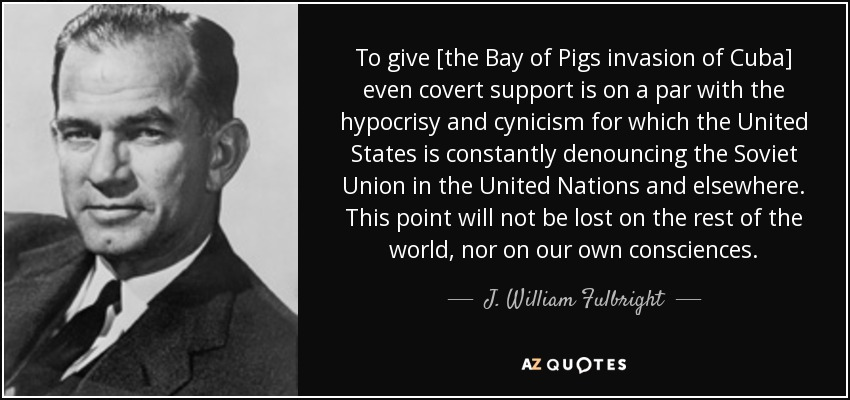 To give [the Bay of Pigs invasion of Cuba]
even covert support is on a par with the
hypocrisy and cynicism for which the United
States is constantly denouncing the Soviet
Union in the United Nations and elsewhere.
This point will not be lost on the rest of the
world, nor on our own consciences.
J. William Fulbright
AZ QUOTES